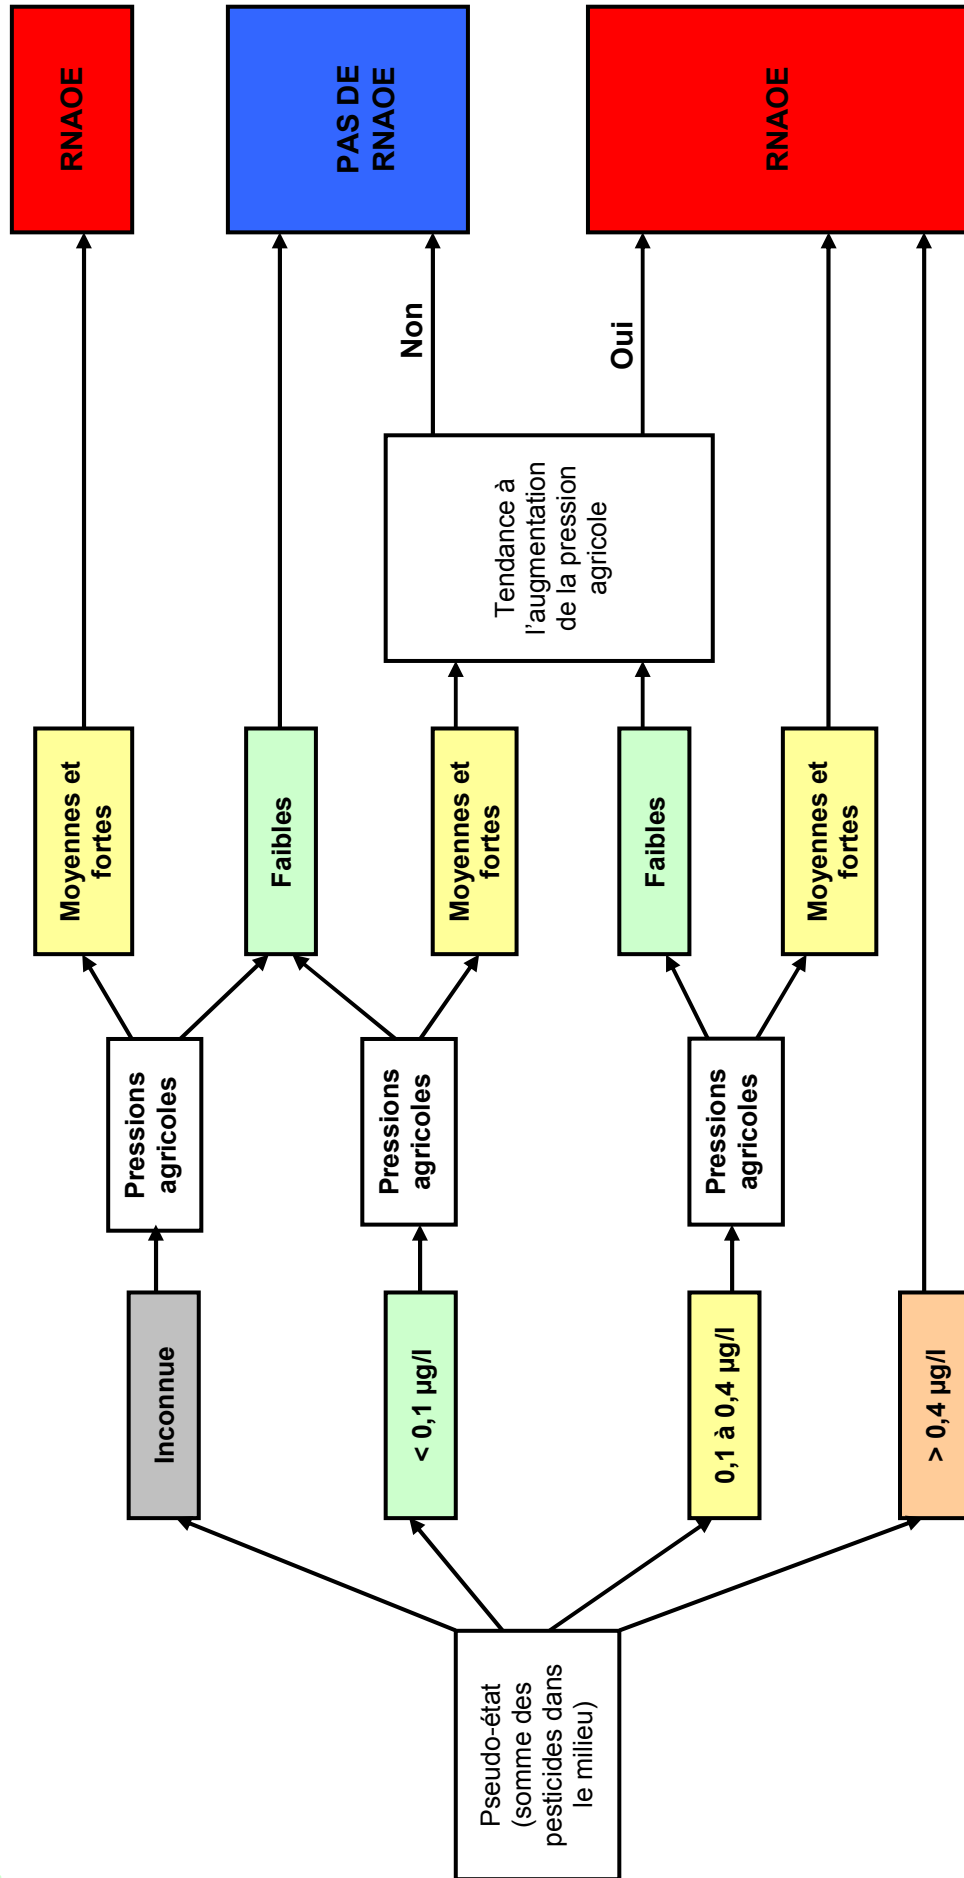 Pseudo-état
(somme des
pesticides dans
le milieu)
Inconnue
< 0,1 µg/l
0,1 à 0,4 µg/l
> 0,4 µg/l
Pressions
agricoles
Pressions
agricoles
Pressions
agricoles
Moyennes et
fortes
Faibles
Moyennes et
fortes
Faibles
Moyennes et
fortes
Tendance à
l'augmentation
de la pression
agricole
Non
Oui
RNAOE
PAS DE
RNAOE
RNAOE